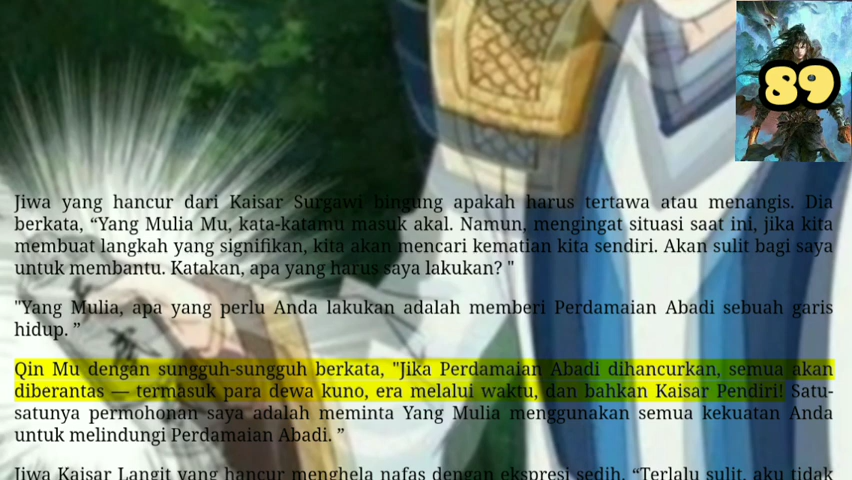 89
Jiwa yang hancur dari Kaisar Surgawi bingung apakah harus tertawa atau menangis. Dia
berkata, “Yang Mulia Mu, kata-katamu masuk akal. Namun, mengingat situasi saat ini, jika kita
membuat langkah yang signifikan, kita akan mencari kematian kita sendiri. Akan sulit bagi saya
untuk membantu. Katakan, apa yang harus saya lakukan? "
"Yang Mulia, apa yang perlu Anda lakukan adalah memberi Perdamaian Abadi sebuah garis
hidup. ”
Qin Mu dengan sungguh-sungguh berkata, "Jika Perdamaian Abadi dihancurkan, semua akan
diberantas — termasuk para dewa kuno, era melalui waktu, dan bahkan Kaisar Pendiri! Satu-
satunya permohonan saya adalah meminta Yang Mulia menggunakan semua kekuatan Anda
untuk melindungi Perdamaian Abadi. ”
Jiwa Kaisar Langit yang hancur menghela nafas dengan ekspresi sedih. “Terlalu sulit, aku tidak